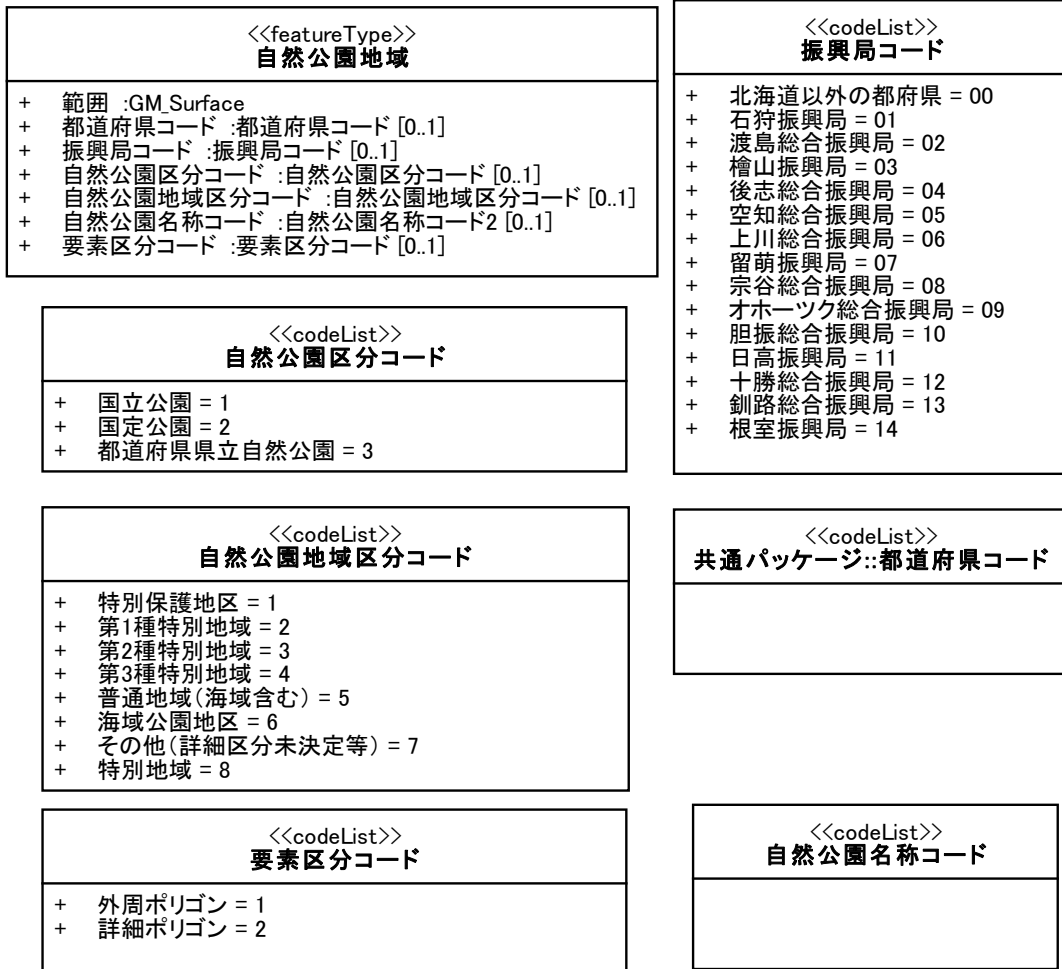 <<featureType>>
自然公園地域
+ 範囲 :GM_Surface
+ 都道府県コード :都道府県コード [0..1]
+ 振興局コード :振興局コード [0..1]
+ 自然公園区分コード :自然公園区分コード [0..1]
+ 自然公園地域区分コード :自然公園地域区分コード [0..1]
+ 自然公園名称コード :自然公園名称コード2 [0..1]
+ 要素区分コード :要素区分コード [0..1]
<<codeList>>
振興局コード
+ 北海道以外の都府県 = 00
+ 石狩振興局 = 01
+ 渡島総合振興局 = 02
+ 檜山振興局 = 03
+ 後志総合振興局 = 04
+ 空知総合振興局 = 05
+ 上川総合振興局 = 06
+ 留萌振興局 = 07
+ 宗谷総合振興局 = 08
+ オホーツク総合振興局 = 09
+ 胆振総合振興局 = 10
+ 日高振興局 = 11
+ 十勝総合振興局 = 12
+ 釧路総合振興局 = 13
+ 根室振興局 = 14
<<codeList>>
自然公園区分コード
+ 国立公園 = 1
+ 国定公園 = 2
+ 都道府県県立自然公園 = 3
<<codeList>>
自然公園地域区分コード
+ 特別保護地区 = 1
+ 第1種特別地域 = 2
+ 第2種特別地域 = 3
+ 第3種特別地域 = 4
+ 普通地域(海域含む) = 5
+ 海域公園地区 = 6
+ その他(詳細区分未決定等) = 7
+ 特別地域 = 8
<<codeList>>
共通パッケージ::都道府県コード
<<codeList>>
要素区分コード
+ 外周ポリゴン = 1
+ 詳細ポリゴン = 2
<<codeList>>
自然公園名称コード